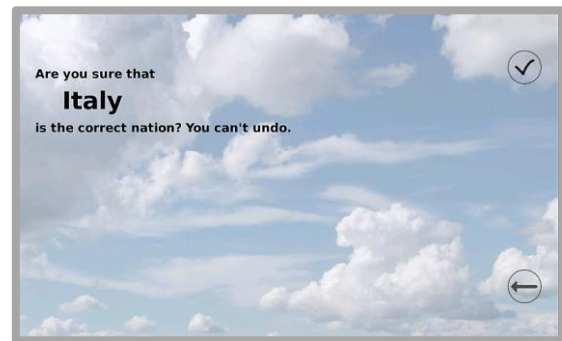 Are you sure that
Italy
is the correct nation? You can't undo.